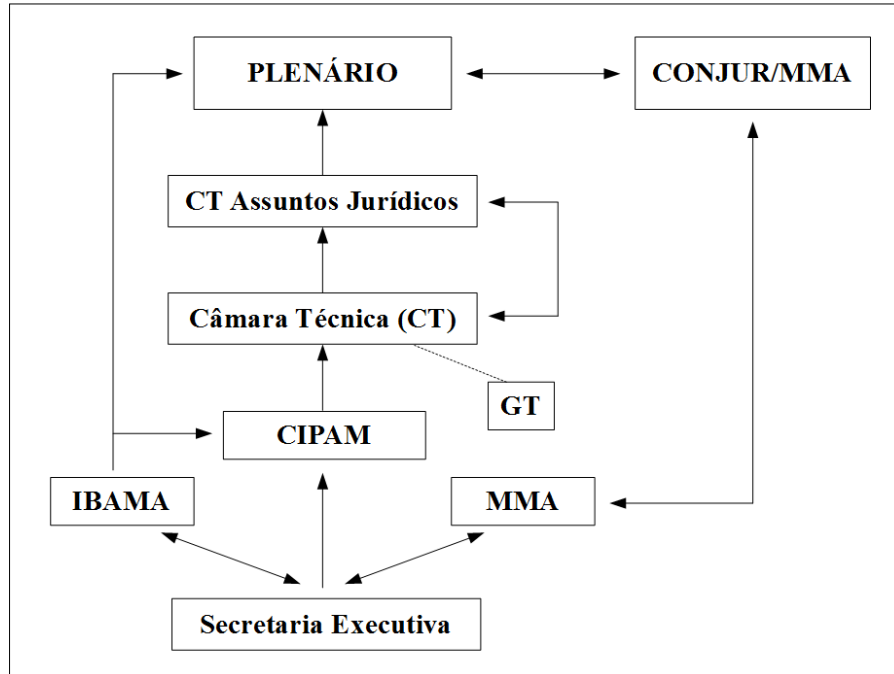 PLENÁRIO
CONJUR/MMA
CT Assuntos Jurídicos
Câmara Técnica (CT)
GT
CIPAM
IBAMA
MMA
Secretaria Executiva